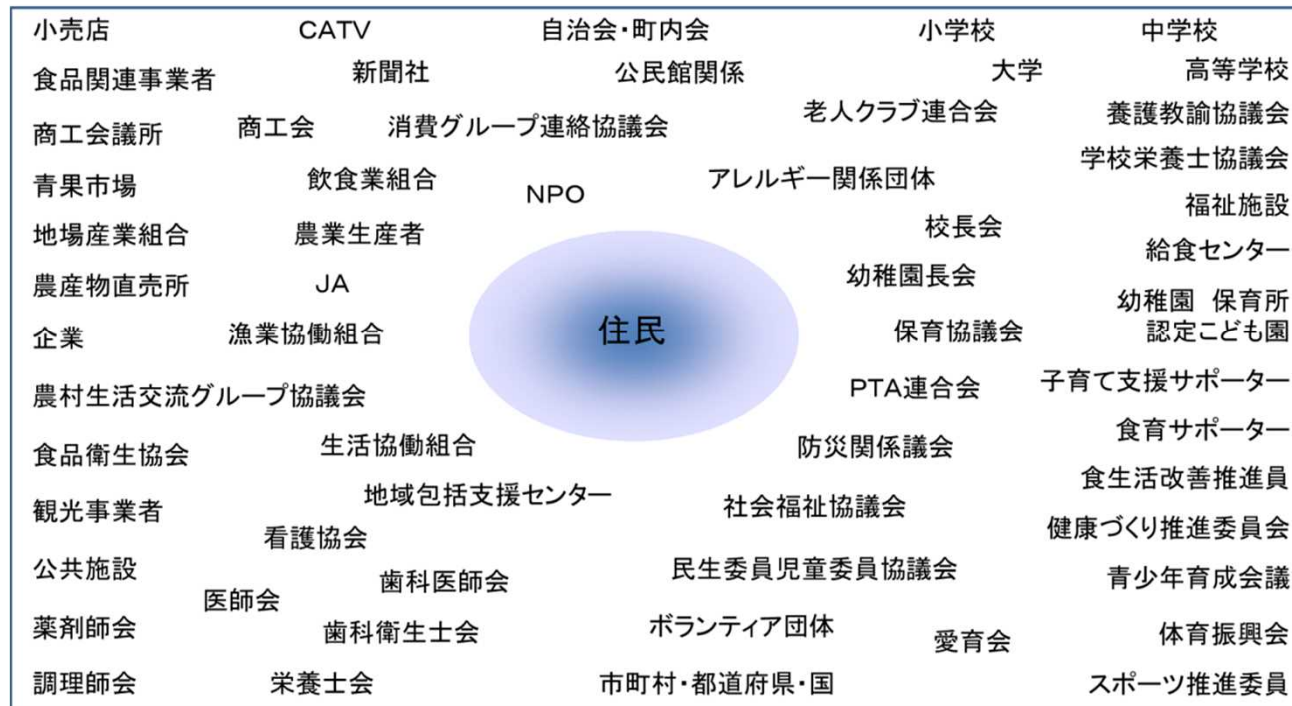 小売店 CATV 自治会・町内会 小学校 中学校
食品関連事業者 新聞社 公民館関係 大学 高等学校
商工会議所 商工会 消費グループ連絡協議会 老人クラブ連合会 養護教諭協議会
学校栄養士協議会
青果市場 飲食業組合 NPO アレルギー関係団体 福祉施設
地場産業組合 農業生産者 校長会 給食センター
農産物直売所 JA 幼稚園長会 幼稚園 保育所
企業 漁業協働組合 住民 保育協議会 認定こども園
農村生活交流グループ協議会 PTA連合会 子育て支援サポーター
食品衛生協会 生活協働組合 防災関係議会 食育サポーター
地域包括支援センター 社会福祉協議会 食生活改善推進員
観光事業者 看護協会 健康づくり推進委員会
公共施設 歯科医師会 民生委員児童委員協議会 青少年育成会議
医師会
薬剤師会 歯科衛生士会 ボランティア団体 愛育会 体育振興会
調理師会 栄養士会 市町村・都道府県・国 スポーツ推進委員